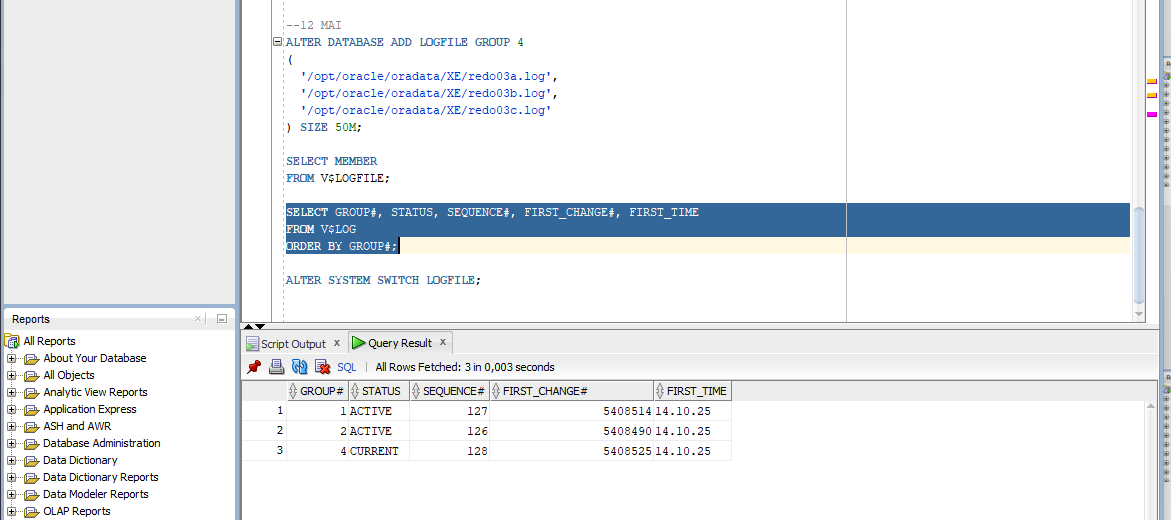 --12 MAI
ALTER DATABASE ADD LOGFILE GROUP 4
(
'/opt/oracle/oradata/XE/redo03a.log',
'/opt/oracle/oradata/XE/redo03b.log',
'/opt/oracle/oradata/XE/redo03c.log'
) SIZE 50M;
SELECT MEMBER
FROM V$LOGFILE;
SELECT GROUP#, STATUS, SEQUENCE#, FIRST_CHANGE#, FIRST_TIME
FROM V$LOG
ORDER BY GROUP#;
ALTER SYSTEM SWITCH LOGFILE;
Reports
All Reports
About Your Database
All Objects
Analytic View Reports
Application Express
ASH and AWR
Database Administration
Data Dictionary
Data Dictionary Reports
Data Modeler Reports
OLAP Reports
Script Output x Query Result x
SQL | All Rows Fetched: 3 in 0,003 seconds
GROUP# STATUS SEQUENCE# FIRST_CHANGE# FIRST_TIME
1 1 ACTIVE 127 5408514 14.10.25
2 2 ACTIVE 126 5408490 14.10.25
3 4 CURRENT 128 5408525 14.10.25